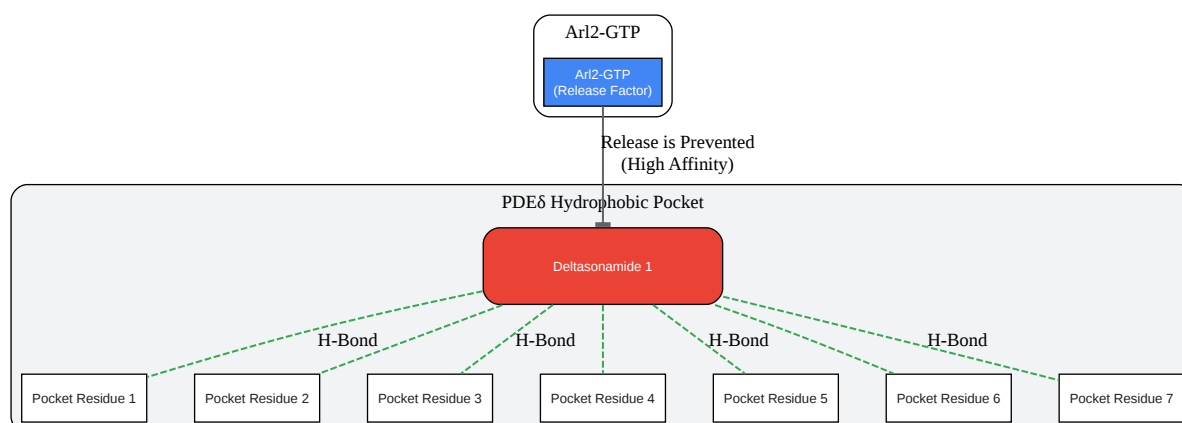 Arl2-GTP
Arl2-GTP
(Release Factor)
Release is Prevented
(High Affinity)
PDEδ Hydrophobic Pocket
Deltasonamide 1
H-Bond
H-Bond
H-Bond
H-Bond
Pocket Residue 1
Pocket Residue 2
Pocket Residue 3
Pocket Residue 4
Pocket Residue 5
Pocket Residue 6
Pocket Residue 7